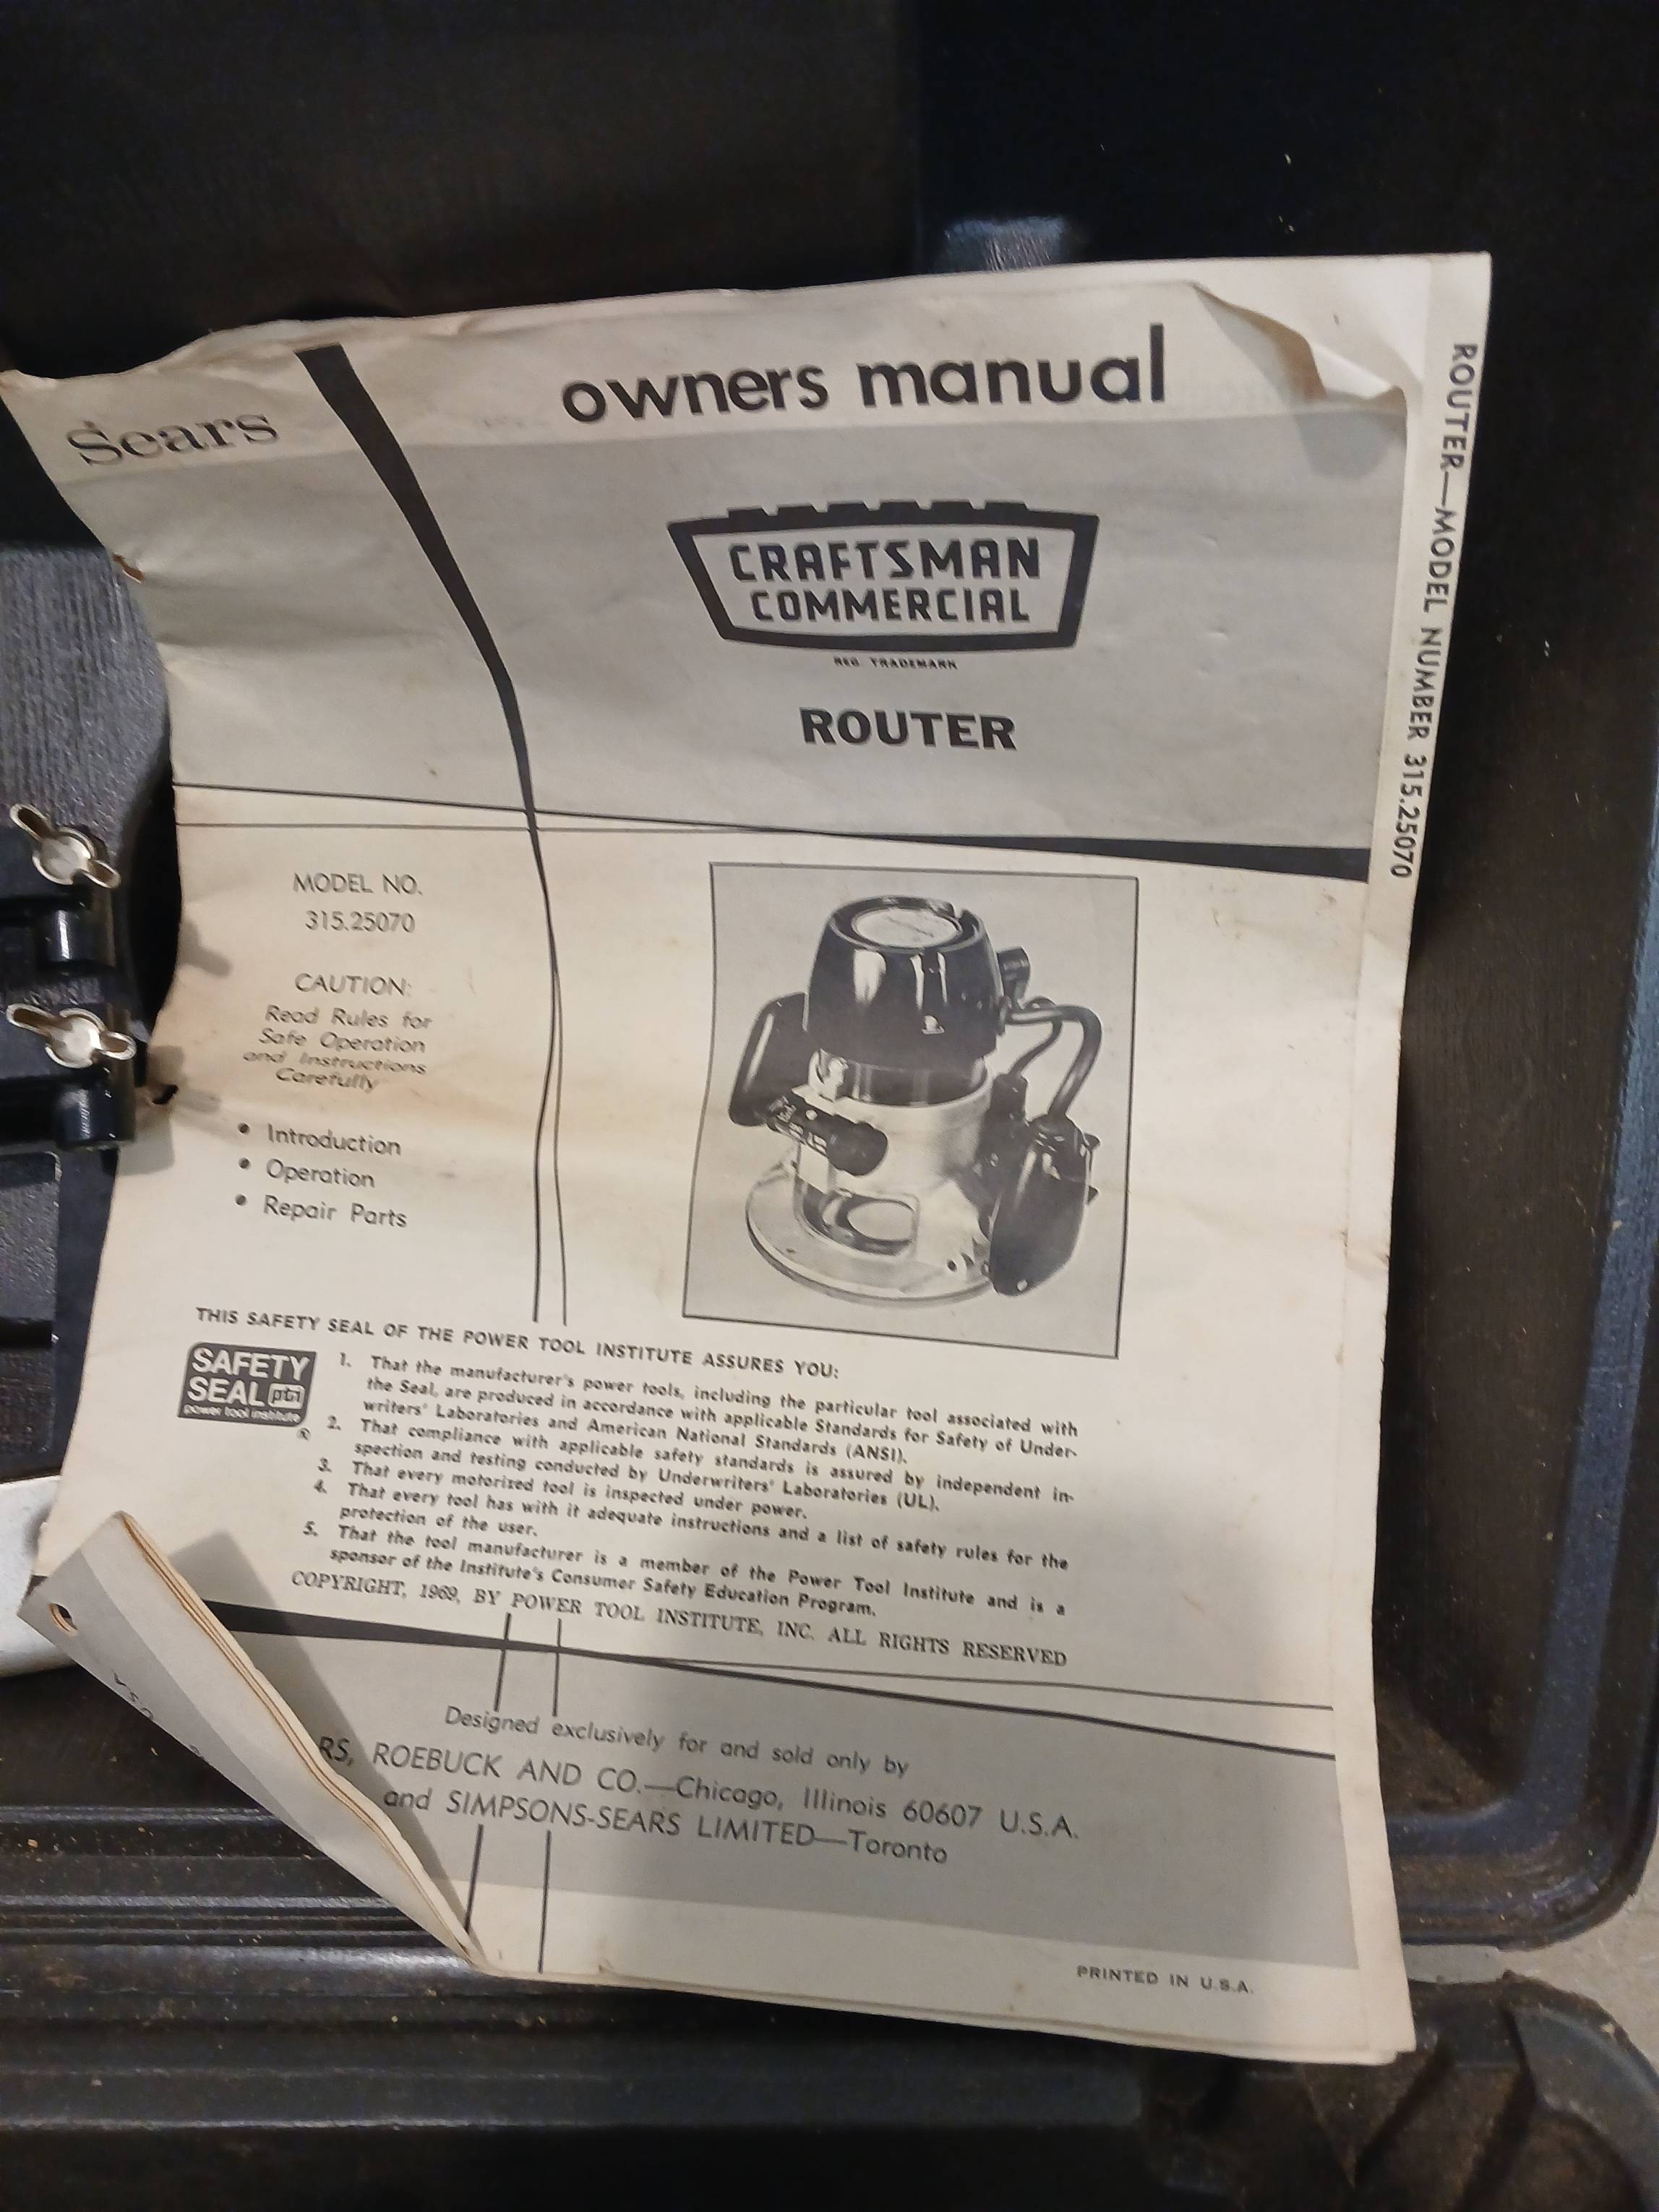 Sears
owners manual
CRAFTSMAN
COMMERCIAL
REG. TRADEMARK
ROUTER
ROUTER—MODEL NUMBER 315.25070
MODEL NO.
315.25070
CAUTION:
Read Rules for
Safe Operation
and Instructions
Carefully
• Introduction
• Operation
• Repair Parts
THIS SAFETY SEAL OF THE POWER TOOL INSTITUTE ASSURES YOU:
SAFETY
SEAL pti
power tool institute
®
1. That the manufacturer's power tools, including the particular tool associated with
the Seal, are produced in accordance with applicable Standards for Safety of Under-
writers' Laboratories and American National Standards (ANSI).
2. That compliance with applicable safety standards is assured by independent in-
spection and testing conducted by Underwriters' Laboratories (UL).
3. That every motorized tool is inspected under power.
4. That every tool has with it adequate instructions and a list of safety rules for the
protection of the user.
5. That the tool manufacturer is a member of the Power Tool Institute and is a
sponsor of the Institute's Consumer Safety Education Program.
COPYRIGHT, 1969, BY POWER TOOL INSTITUTE, INC. ALL RIGHTS RESERVED
Designed exclusively for and sold only by
RS, ROEBUCK AND CO.—Chicago, Illinois 60607 U.S.A.
and SIMPSONS-SEARS LIMITED—Toronto
PRINTED IN U.S.A.